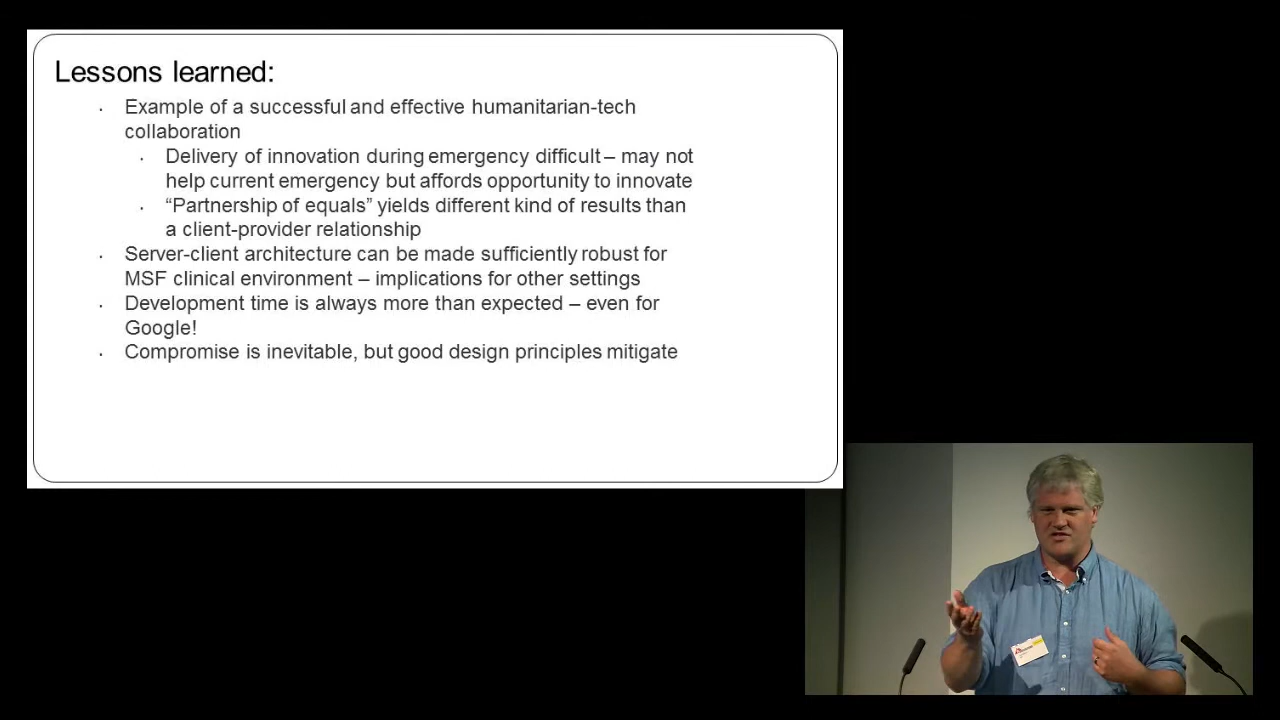 Lessons learned:
· Example of a successful and effective humanitarian-tech
collaboration
· Delivery of innovation during emergency difficult – may not
help current emergency but affords opportunity to innovate
· “Partnership of equals” yields different kind of results than
a client-provider relationship
· Server-client architecture can be made sufficiently robust for
MSF clinical environment – implications for other settings
· Development time is always more than expected – even for
Google!
· Compromise is inevitable, but good design principles mitigate